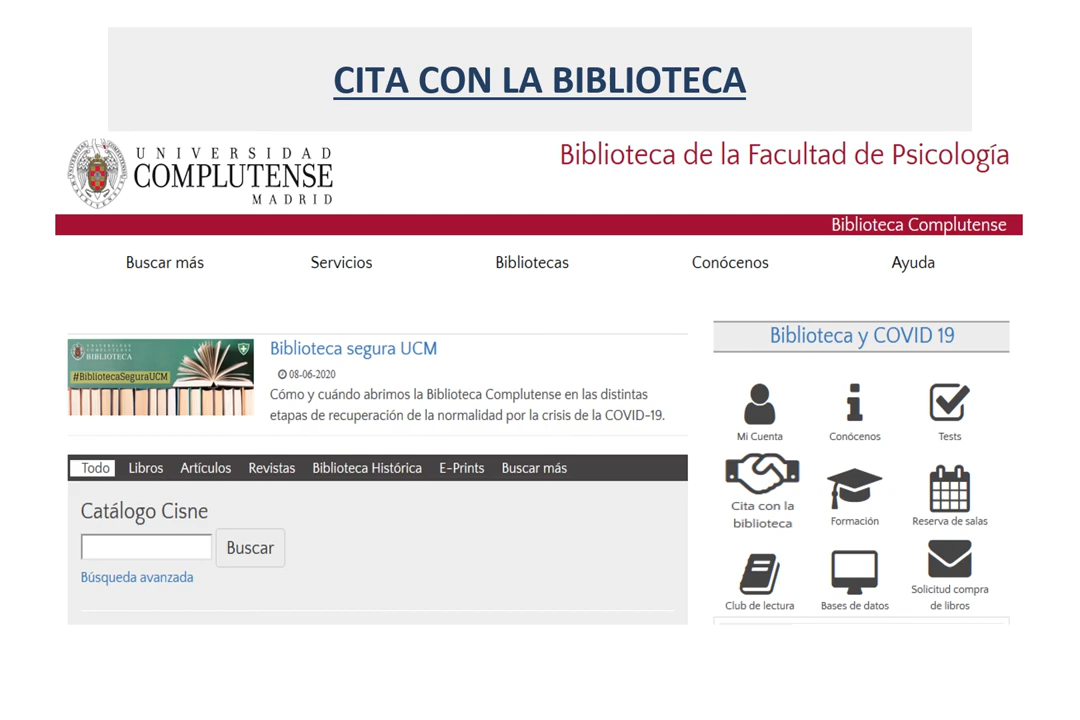 CITA CON LA BIBLIOTECA
UNIVERSIDAD
COMPLUTENSE
MADRID
Biblioteca de la Facultad de Psicología
Biblioteca Complutense
Buscar más Servicios Bibliotecas Conócenos Ayuda
UNIVERSIDAD
COMPLUTENSE
BIBLIOTECA
#BibliotecaSeguraUCM
Biblioteca segura UCM
08-06-2020
Cómo y cuándo abrimos la Biblioteca Complutense en las distintas
etapas de recuperación de la normalidad por la crisis de la COVID-19.
Todo Libros Artículos Revistas Biblioteca Histórica E-Prints Buscar más
Catálogo Cisne
Buscar
Búsqueda avanzada
Biblioteca y COVID 19
Mi Cuenta Conócenos Tests
Cita con la
biblioteca
Formación Reserva de salas
Club de lectura Bases de datos
Solicitud compra
de libros